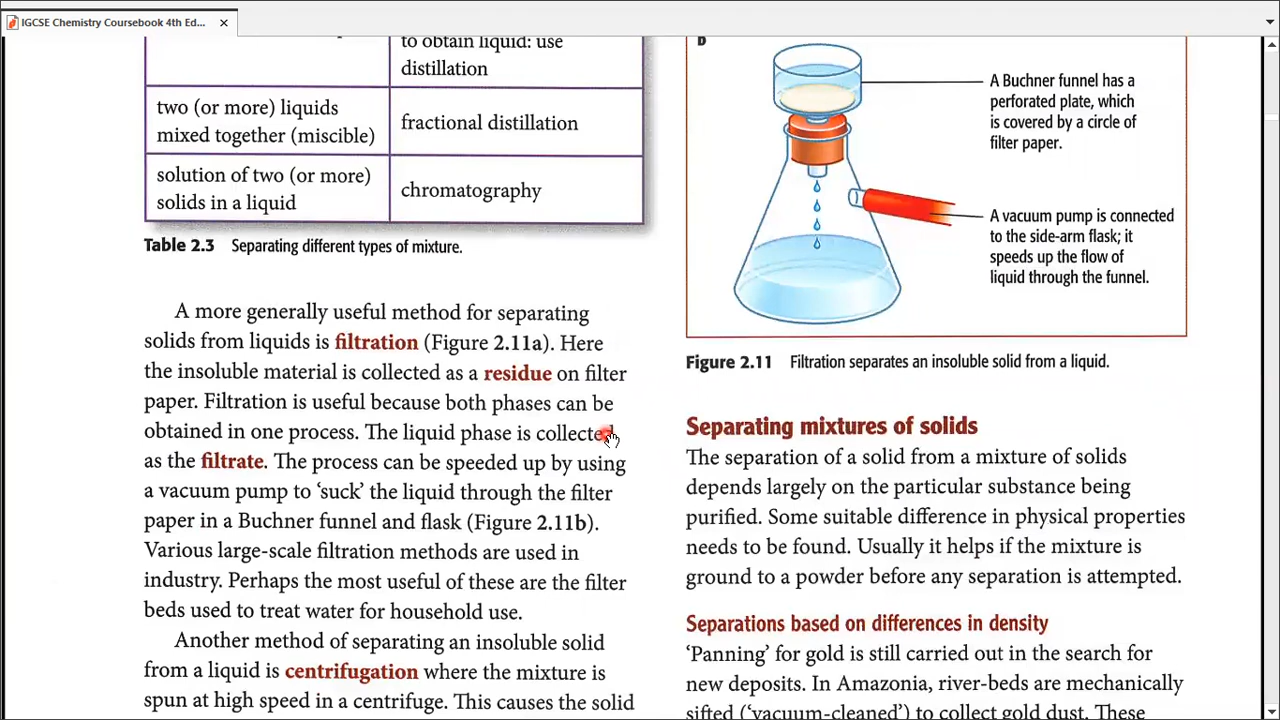 IGCSE Chemistry Coursebook 4th Ed...
to obtain liquid: use
distillation
two (or more) liquids
mixed together (miscible)
fractional distillation
solution of two (or more)
solids in a liquid
chromatography
Table 2.3 Separating different types of mixture.
A more generally useful method for separating
solids from liquids is filtration (Figure 2.11a). Here
the insoluble material is collected as a residue on filter
paper. Filtration is useful because both phases can be
obtained in one process. The liquid phase is collected
as the filtrate. The process can be speeded up by using
a vacuum pump to ‘suck’ the liquid through the filter
paper in a Buchner funnel and flask (Figure 2.11b).
Various large-scale filtration methods are used in
industry. Perhaps the most useful of these are the filter
beds used to treat water for household use.
Another method of separating an insoluble solid
from a liquid is centrifugation where the mixture is
spun at high speed in a centrifuge. This causes the solid
A Buchner funnel has a
perforated plate, which
is covered by a circle of
filter paper.
A vacuum pump is connected
to the side-arm flask; it
speeds up the flow of
liquid through the funnel.
Figure 2.11 Filtration separates an insoluble solid from a liquid.
Separating mixtures of solids
The separation of a solid from a mixture of solids
depends largely on the particular substance being
purified. Some suitable difference in physical properties
needs to be found. Usually it helps if the mixture is
ground to a powder before any separation is attempted.
Separations based on differences in density
‘Panning’ for gold is still carried out in the search for
new deposits. In Amazonia, river-beds are mechanically
sifted (‘vacuum-cleaned’) to collect gold dust. These